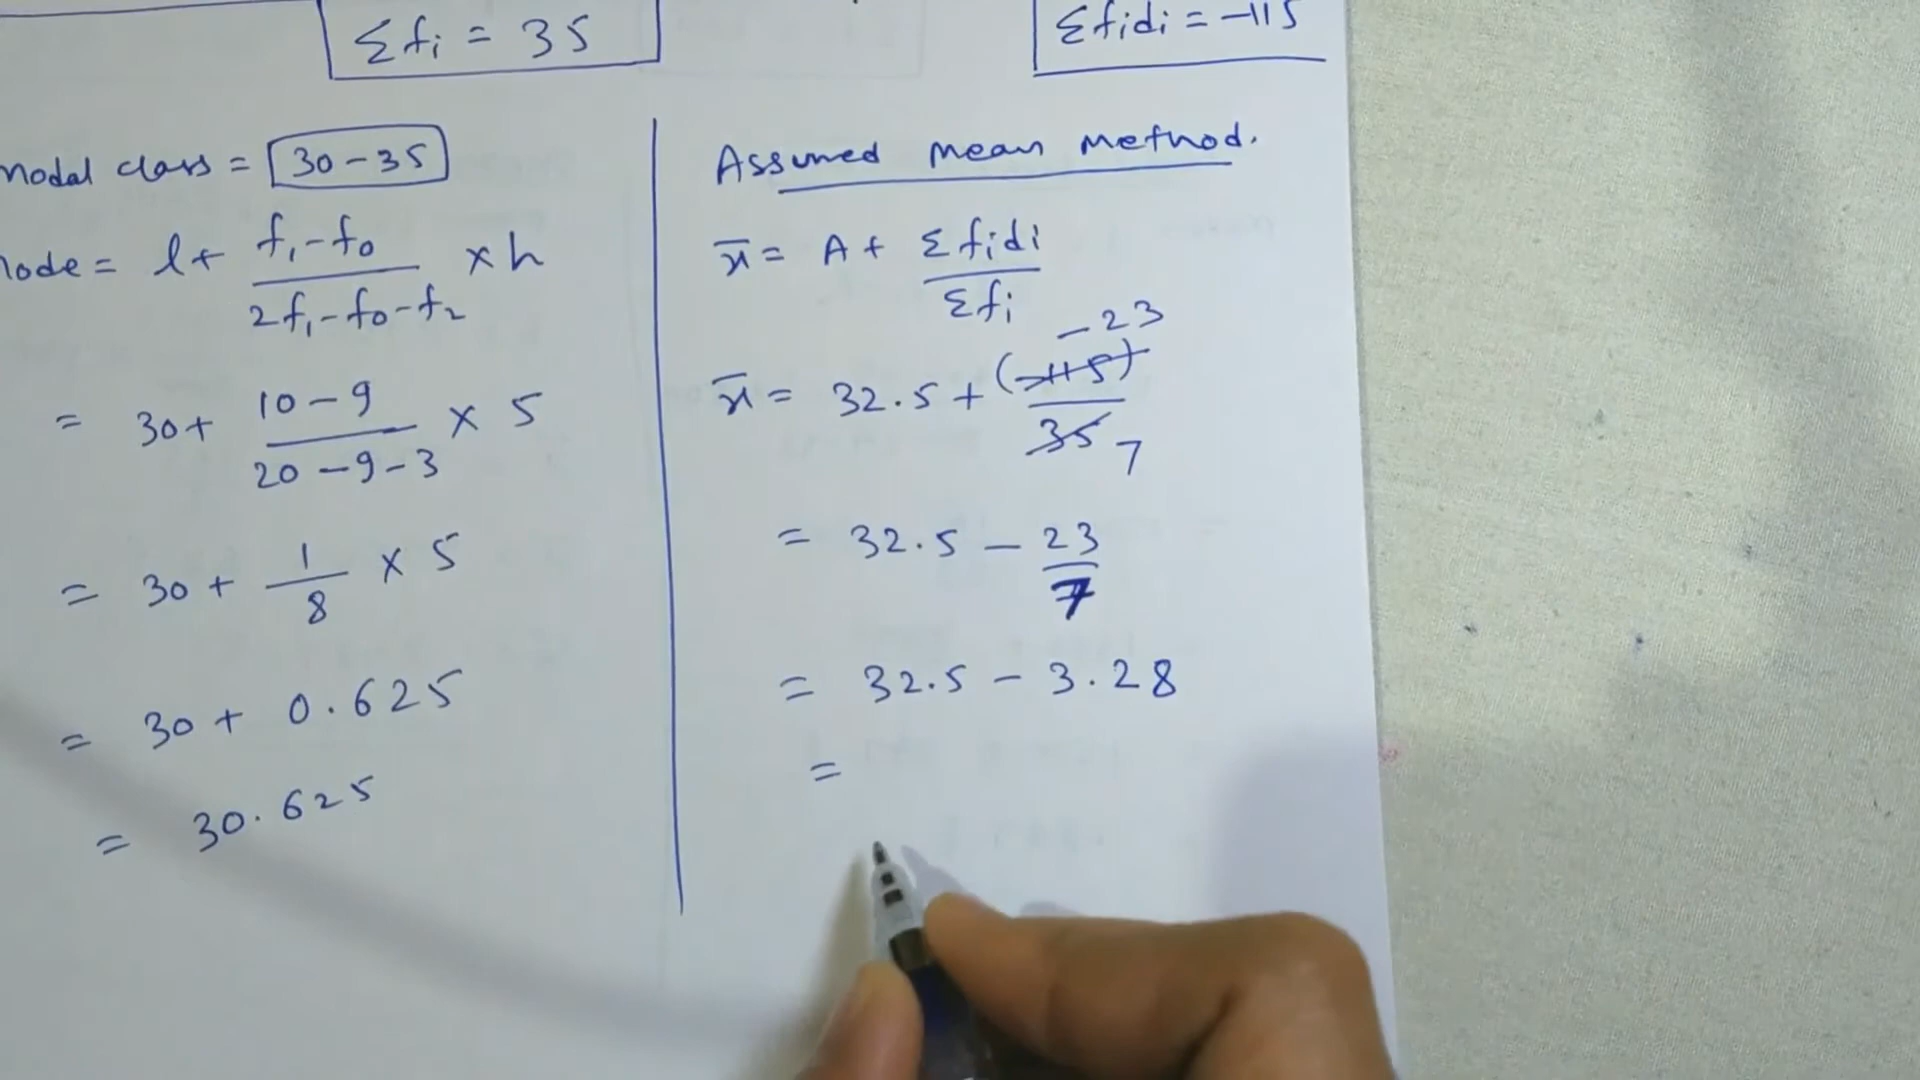 Σfi = 35
Σfidi = -115
modal class = 30-35
mode = l + f₁-f₀ / 2f₁-f₀-f₂ × h
= 30 + 10-9 / 20-9-3 × 5
= 30 + 1/8 × 5
= 30 + 0.625
= 30.625
Assumed mean method.
x̄ = A + Σfidi / Σfi
x̄ = 32.5 + (-115) -23 / 35 7
= 32.5 - 23/7
= 32.5 - 3.28
=